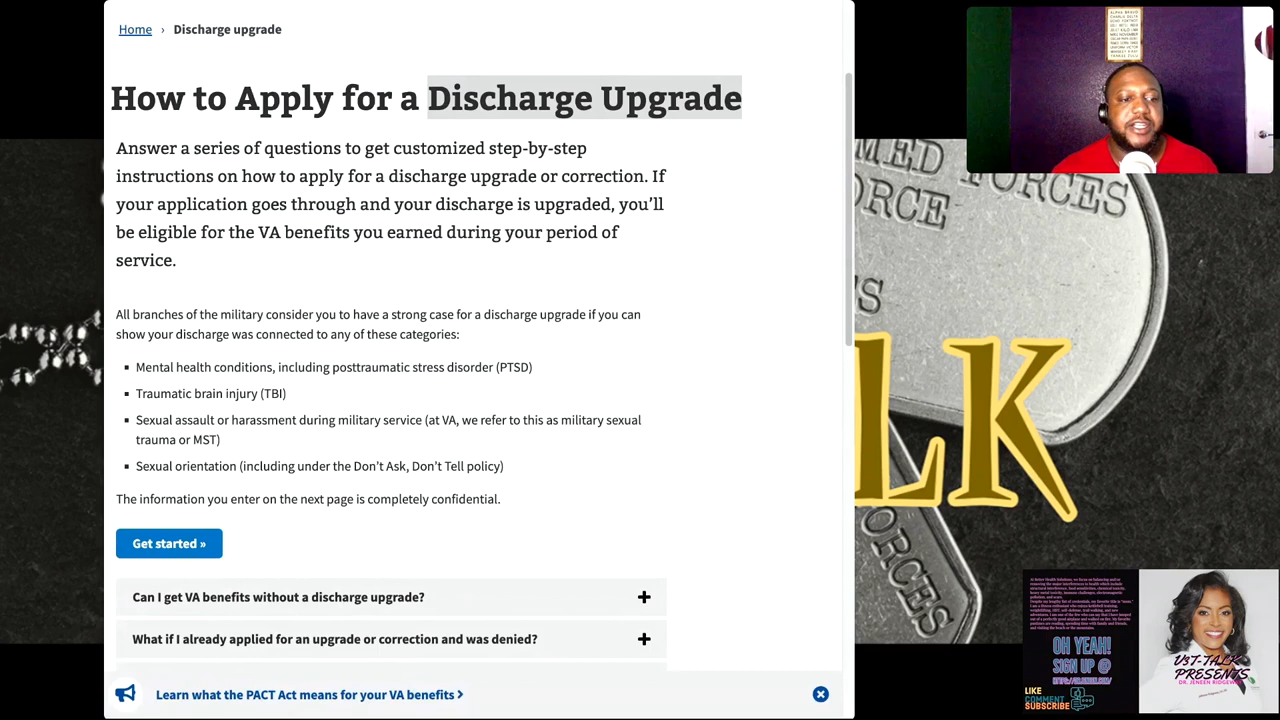 Home › Discharge upgrade
How to Apply for a Discharge Upgrade
Answer a series of questions to get customized step-by-step
instructions on how to apply for a discharge upgrade or correction. If
your application goes through and your discharge is upgraded, you’ll
be eligible for the VA benefits you earned during your period of
service.
All branches of the military consider you to have a strong case for a discharge upgrade if you can
show your discharge was connected to any of these categories:
Mental health conditions, including posttraumatic stress disorder (PTSD)
Traumatic brain injury (TBI)
Sexual assault or harassment during military service (at VA, we refer to this as military sexual
trauma or MST)
Sexual orientation (including under the Don’t Ask, Don’t Tell policy)
The information you enter on the next page is completely confidential.
Get started »
Can I get VA benefits without a discharge upgrade?
What if I already applied for an upgrade or correction and was denied?
Learn what the PACT Act means for your VA benefits
MED FORCES
ORCE
LK
FORCES
OH YEAH!
SIGN UP @
LIKE
COMMENT
SUBSCRIBE
V3T-TALK
PRESENTS
DR. JENEEN RIDGEWAY